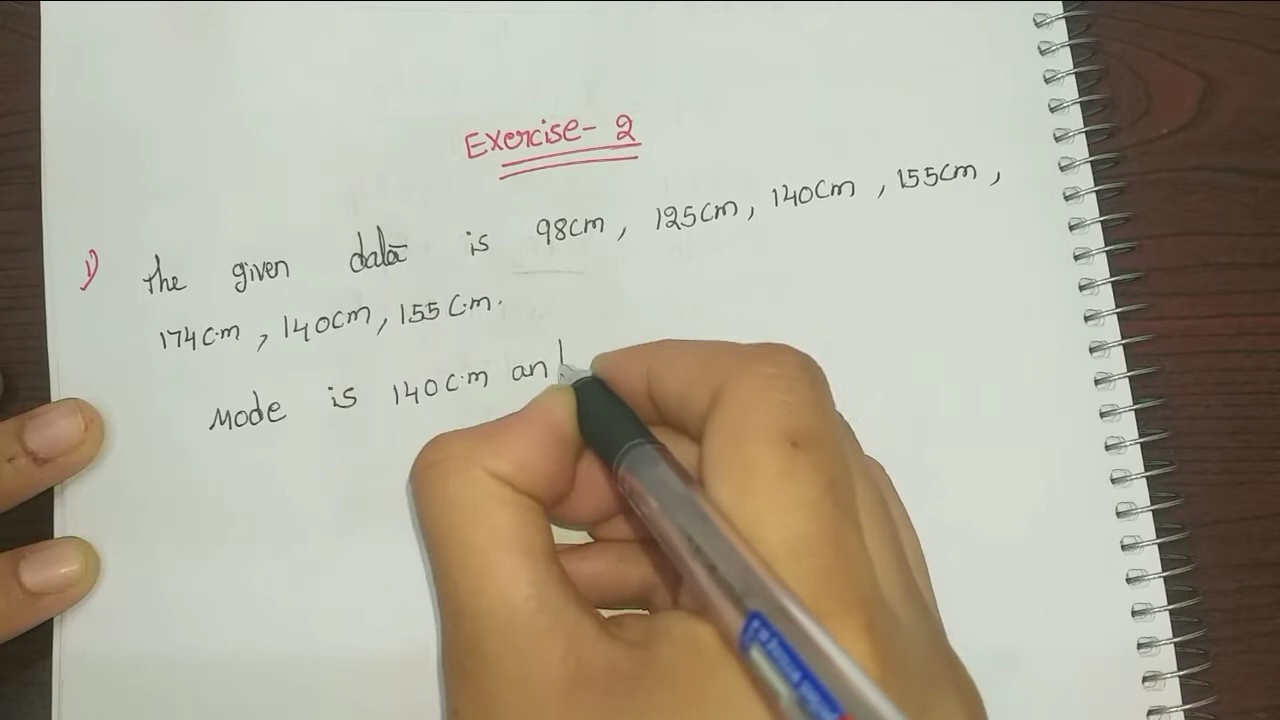 Exercise- 2
1) The given data is 98cm, 125cm, 140cm, 155cm,
174c.m, 140cm, 155c.m.
Mode is 140c.m an